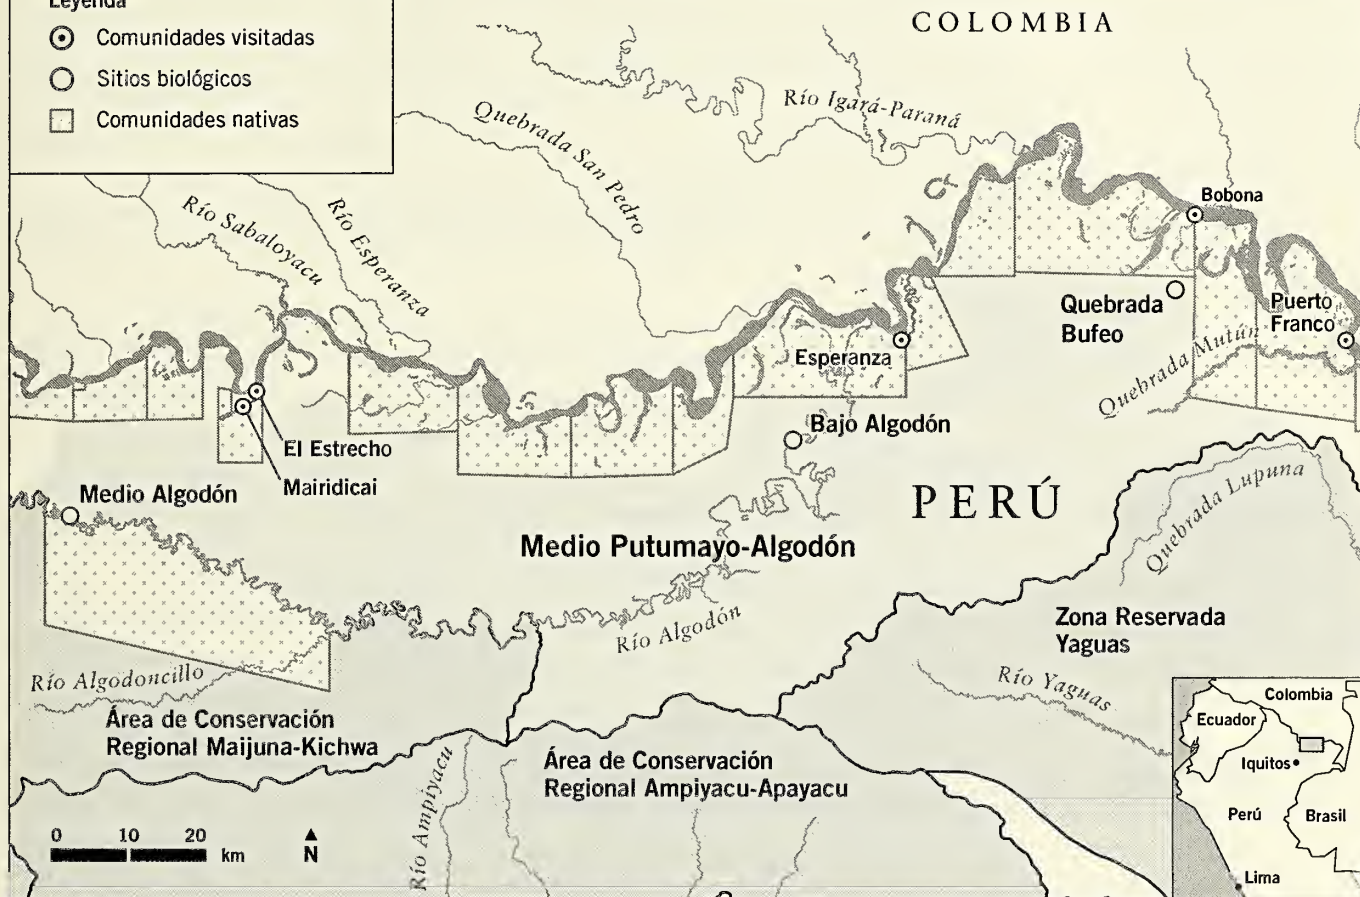 Leyenda
Comunidades visitadas
Sitios biológicos
Comunidades nativas
COLOMBIA
Río Igará-Paraná
Quebrada San Pedro
Río Sabaloyacu
Río Esperanza
Bobona
Quebrada
Bufeo
Puerto
Franco
Quebrada Mutún
Esperanza
Bajo Algodón
El Estrecho
Mairidicai
Medio Algodón
PERÚ
Quebrada Lupuna
Medio Putumayo-Algodón
Río Algodón
Zona Reservada
Yaguas
Río Yaguas
Río Algodoncillo
Área de Conservación
Regional Maijuna-Kichwa
Área de Conservación
Regional Ampiyacu-Apayacu
Río Ampiyacu
0 10 20
km
N
Colombia
Ecuador
Iquitos
Perú
Brasil
Lima